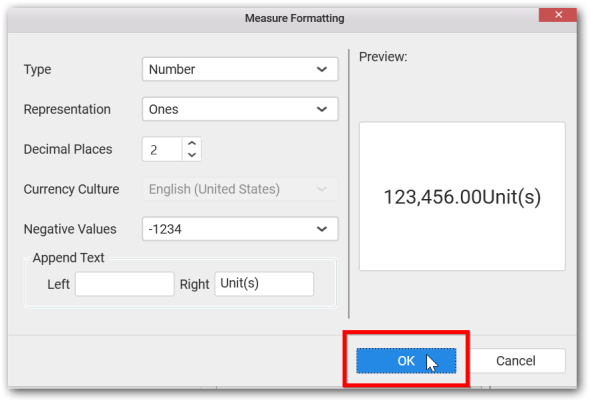 Measure Formatting
Type Number
Representation Ones
Decimal Places 2
Currency Culture English (United States)
Negative Values -1234
Append Text
Left Right Unit(s)
Preview:
123,456.00Unit(s)
OK Cancel